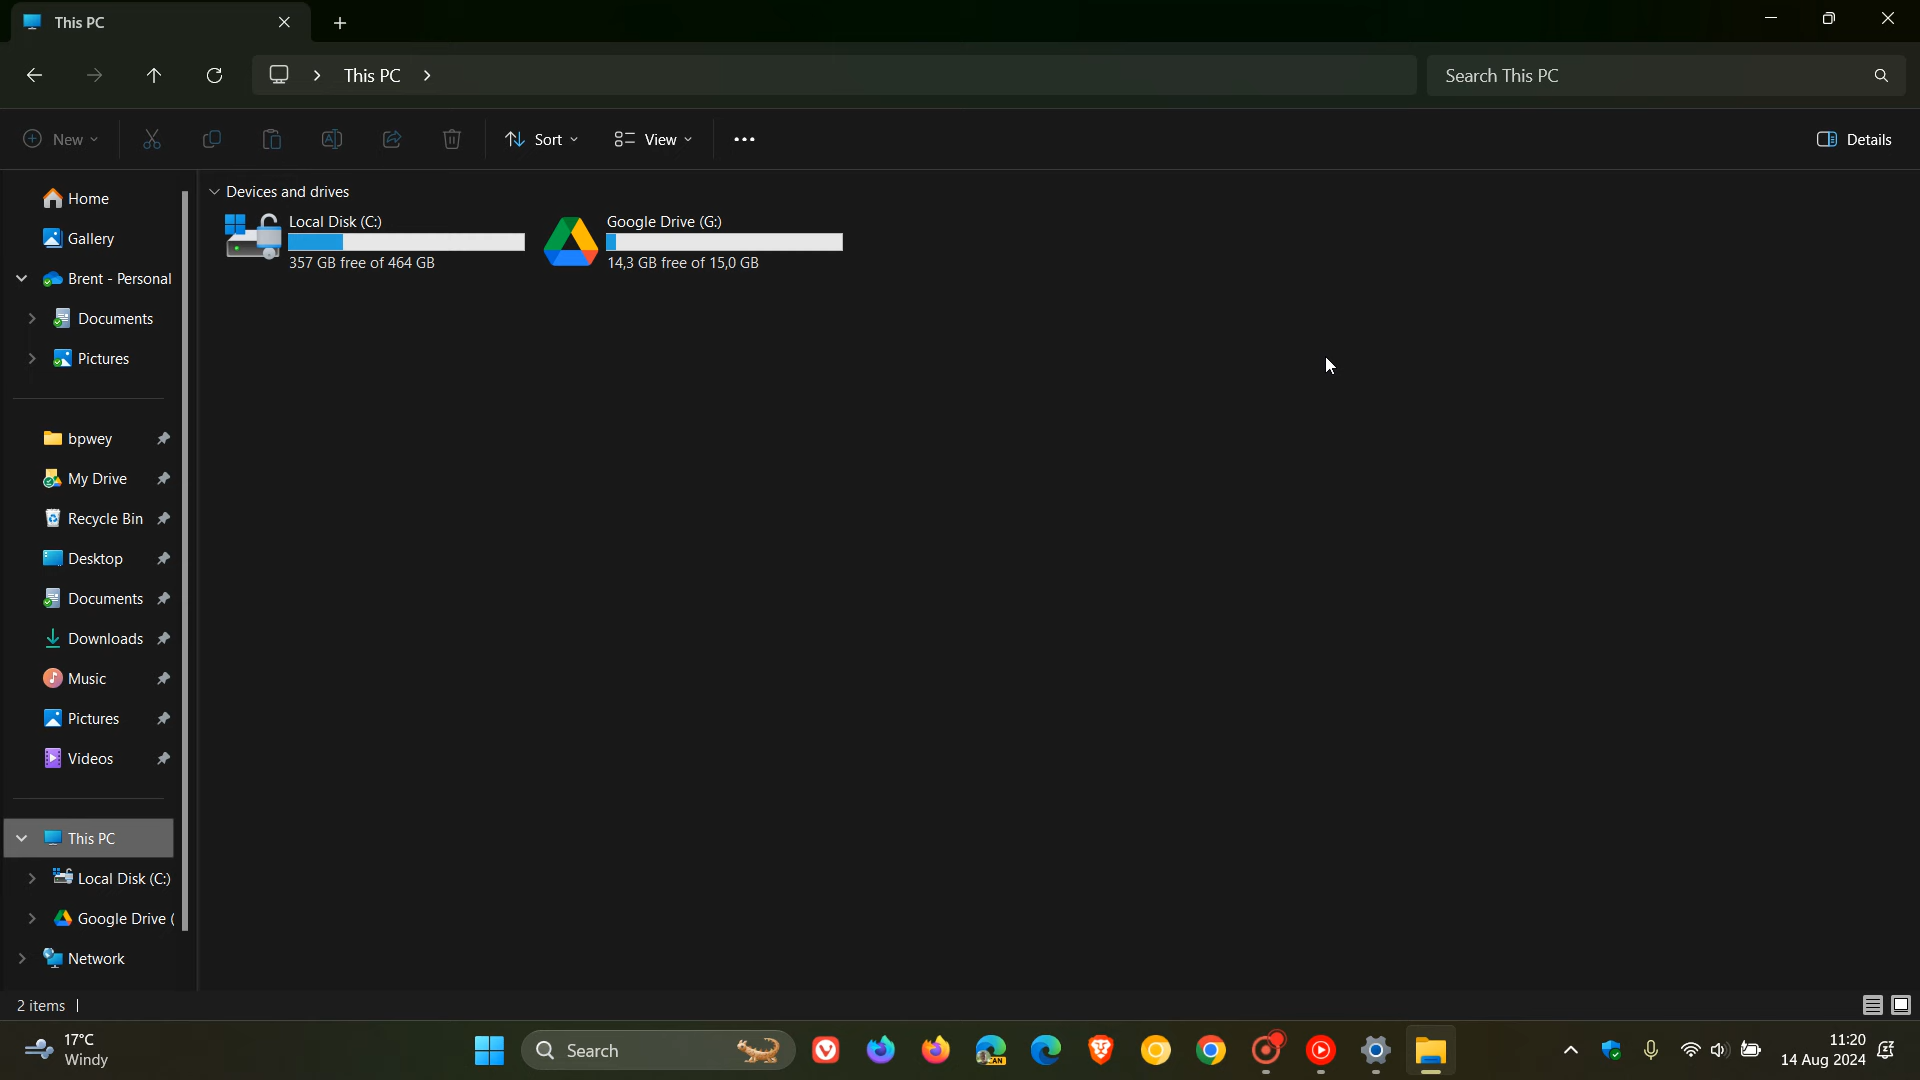 This PC
This PC
Search This PC
New
Sort
View
Details
Home
Gallery
Brent - Personal
Documents
Pictures
bpwey
My Drive
Recycle Bin
Desktop
Documents
Downloads
Music
Pictures
Videos
This PC
Local Disk (C:)
Google Drive (
Network
Devices and drives
Local Disk (C:)
357 GB free of 464 GB
Google Drive (G:)
14,3 GB free of 15,0 GB
2 items
17°C
Windy
Search
CAN
11:20
14 Aug 2024